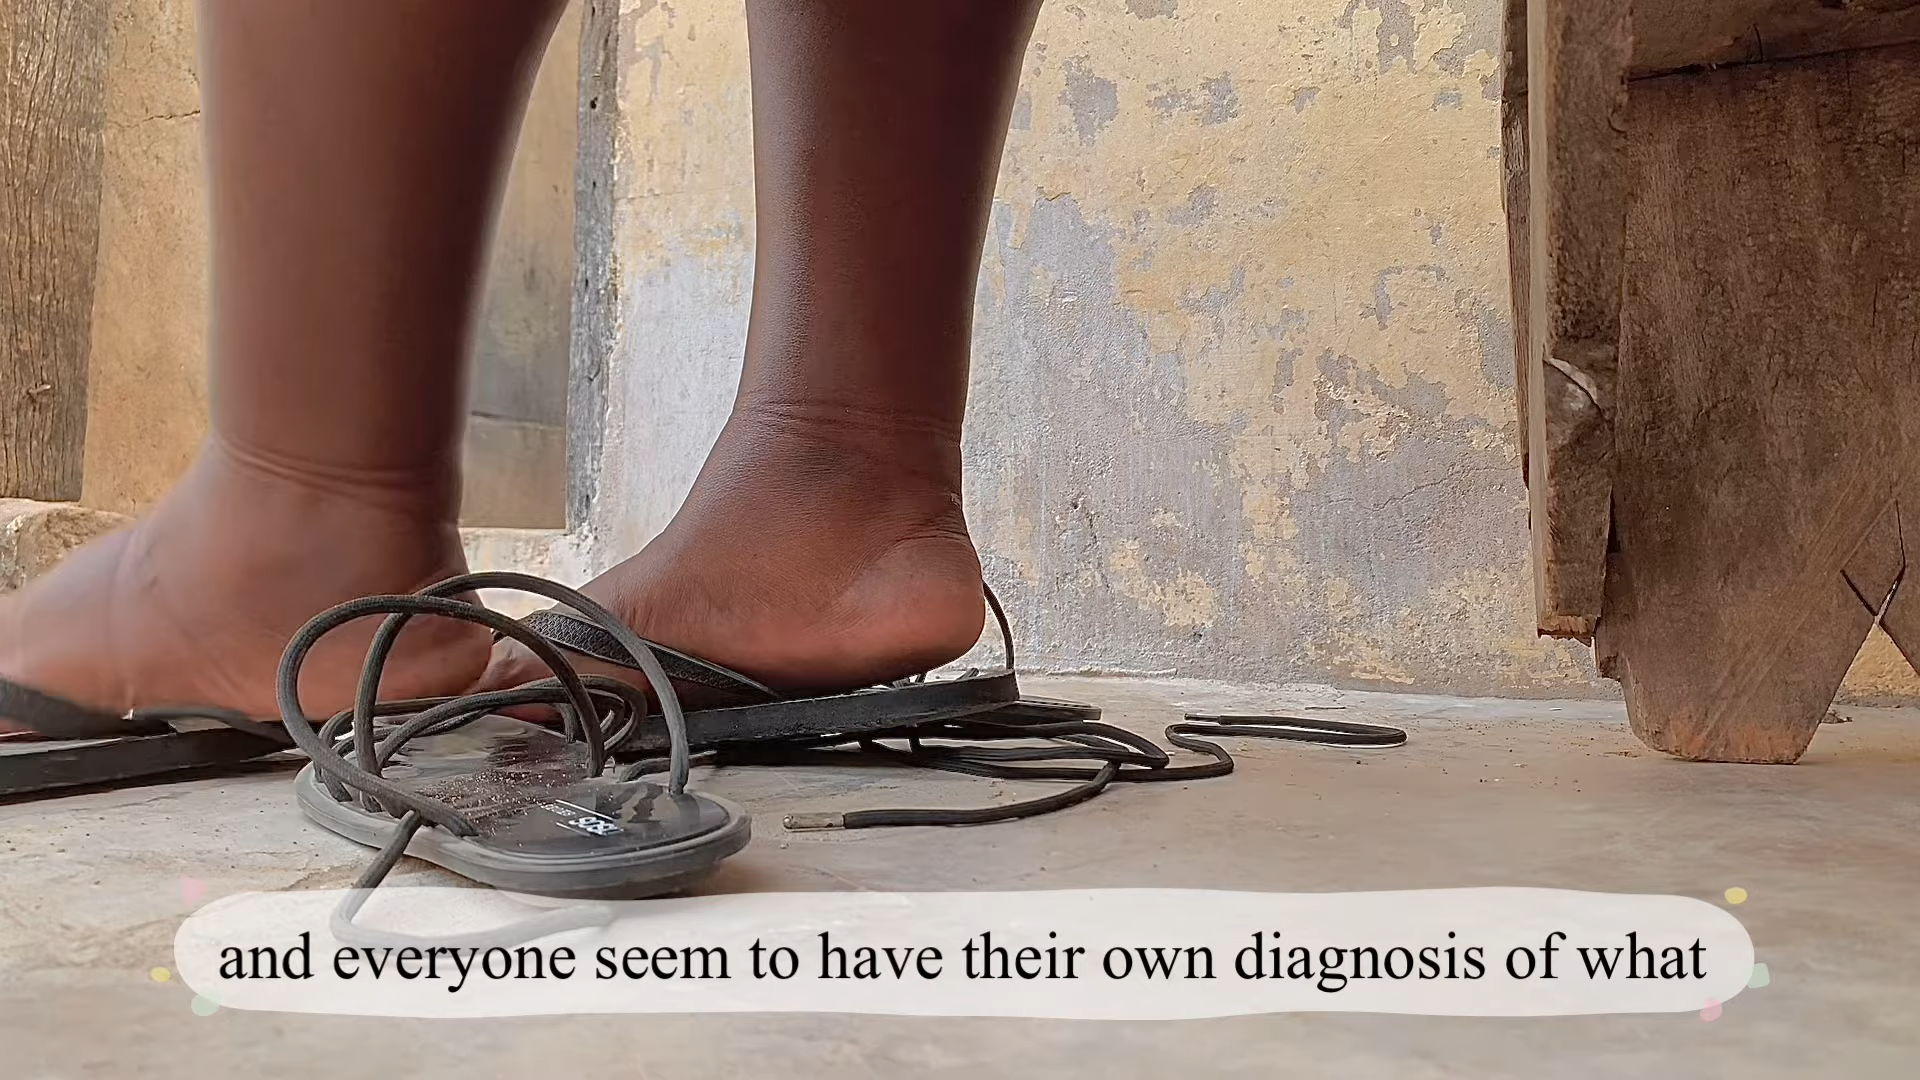 and everyone seem to have their own diagnosis of what